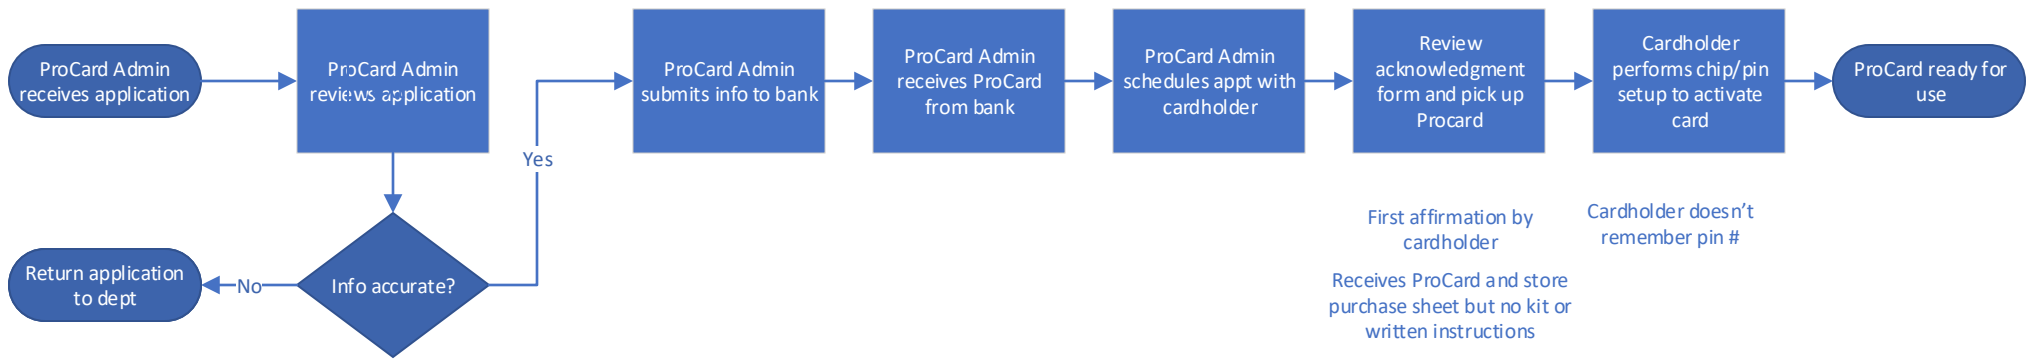 ProCard Admin
receives application
ProCard Admin
reviews application
Info accurate?
No
Return application
to dept
Yes
ProCard Admin
submits info to bank
ProCard Admin
receives ProCard
from bank
ProCard Admin
schedules appt with
cardholder
Review
acknowledgment
form and pick up
Procard
Cardholder
performs chip/pin
setup to activate
card
ProCard ready for
use
First affirmation by
cardholder
Receives ProCard and store
purchase sheet but no kit or
written instructions
Cardholder doesn’t
remember pin #